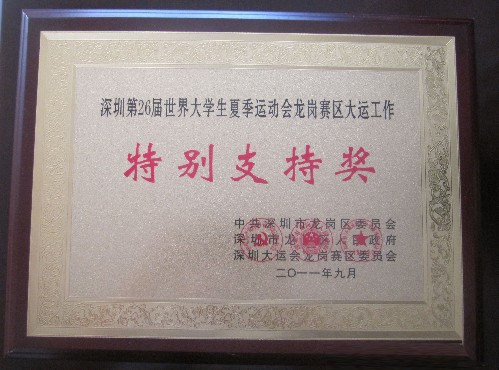 深圳第26届世界大学生夏季运动会龙岗赛区大运工作
特别支持奖
中共深圳市龙岗区委员会
深圳市龙岗区人民政府
深圳大运会龙岗赛区委员会
二〇一一年九月